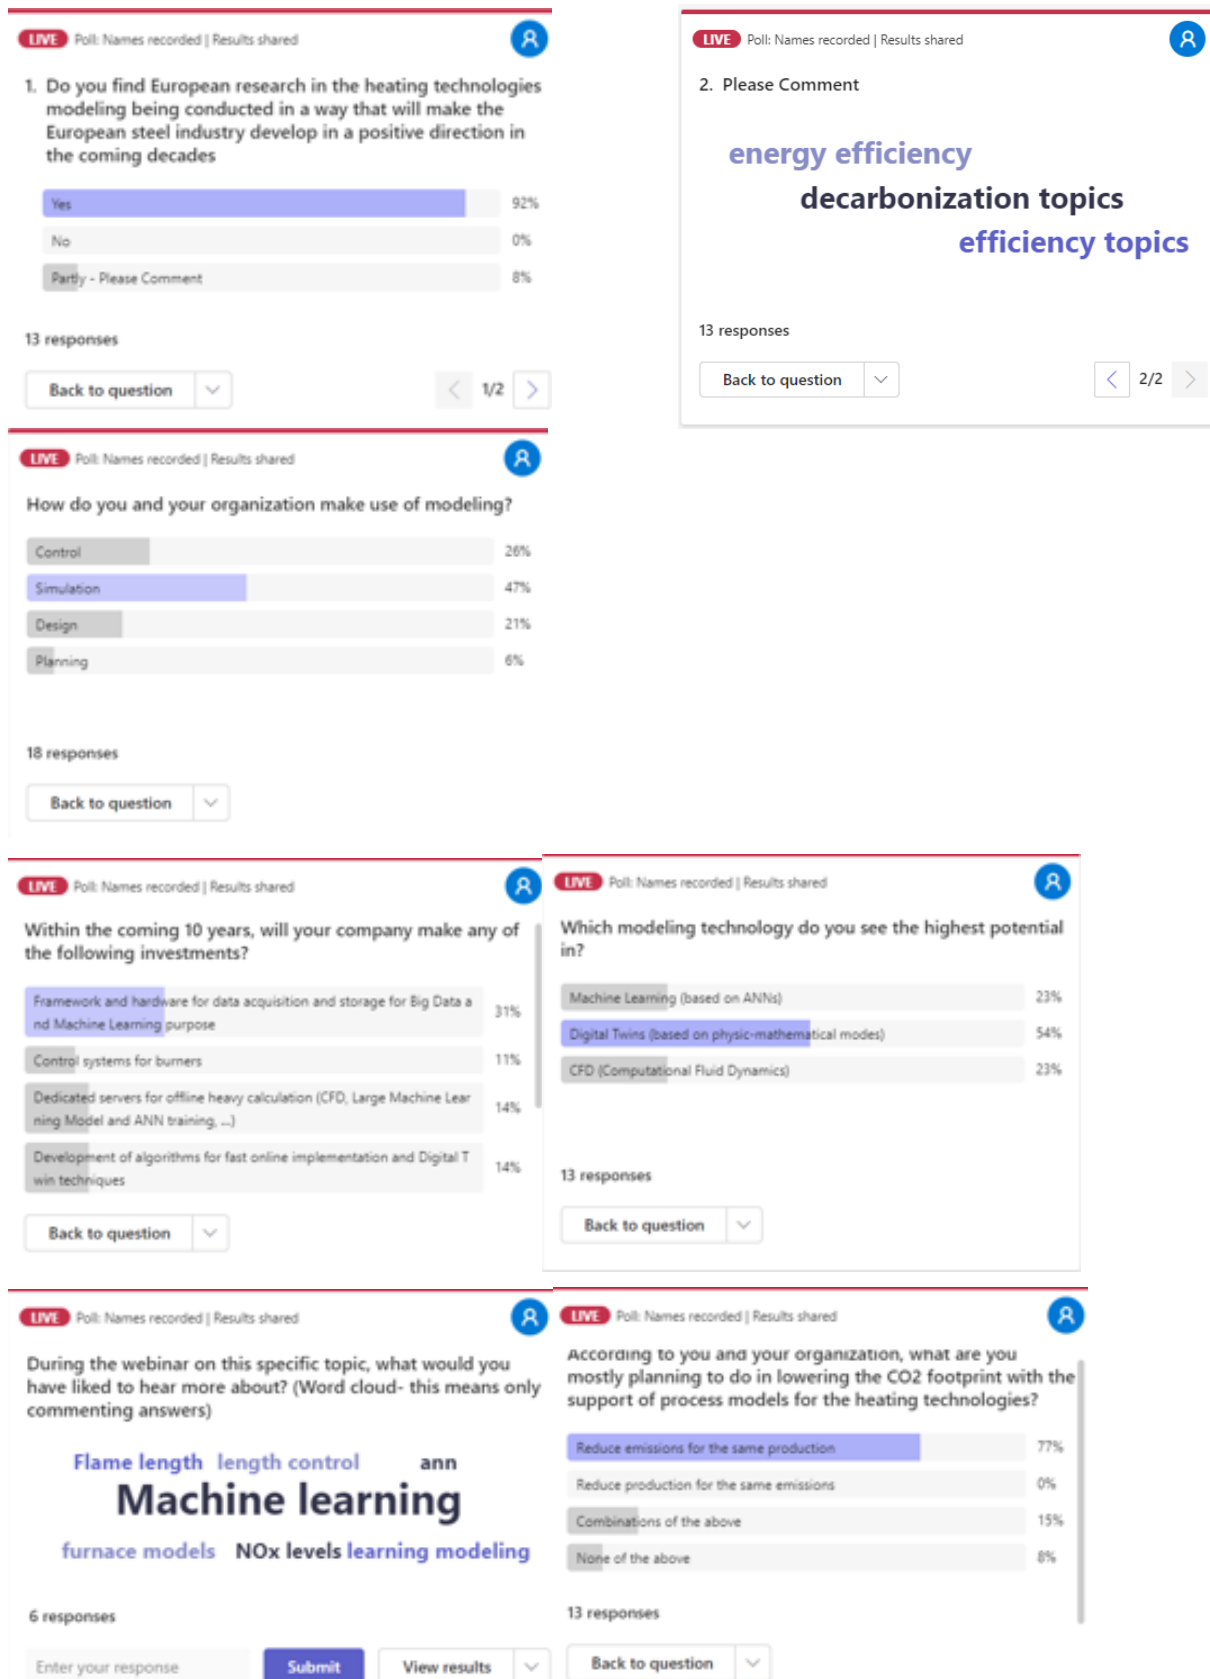 LIVE Poll: Names recorded | Results shared
1. Do you find European research in the heating technologies
modeling being conducted in a way that will make the
European steel industry develop in a positive direction in
the coming decades
Yes 92%
No 0%
Partly - Please Comment 8%
13 responses
Back to question 1/2
LIVE Poll: Names recorded | Results shared
2. Please Comment
energy efficiency
decarbonization topics
efficiency topics
13 responses
Back to question 2/2
LIVE Poll: Names recorded | Results shared
How do you and your organization make use of modeling?
Control 26%
Simulation 47%
Design 21%
Planning 6%
18 responses
Back to question
LIVE Poll: Names recorded | Results shared
Within the coming 10 years, will your company make any of
the following investments?
Framework and hardware for data acquisition and storage for Big Data a
nd Machine Learning purpose 31%
Control systems for burners 11%
Dedicated servers for offline heavy calculation (CFD, Large Machine Lear
ning Model and ANN training, ...) 14%
Development of algorithms for fast online implementation and Digital T
win techniques 14%
Back to question
LIVE Poll: Names recorded | Results shared
Which modeling technology do you see the highest potential
in?
Machine Learning (based on ANNs) 23%
Digital Twins (based on physic-mathematical modes) 54%
CFD (Computational Fluid Dynamics) 23%
13 responses
Back to question
LIVE Poll: Names recorded | Results shared
During the webinar on this specific topic, what would you
have liked to hear more about? (Word cloud- this means only
commenting answers)
Flame length length control ann
Machine learning
furnace models NOx levels learning modeling
6 responses
Enter your response Submit View results
LIVE Poll: Names recorded | Results shared
According to you and your organization, what are you
mostly planning to do in lowering the CO2 footprint with the
support of process models for the heating technologies?
Reduce emissions for the same production 77%
Reduce production for the same emissions 0%
Combinations of the above 15%
None of the above 8%
13 responses
Back to question